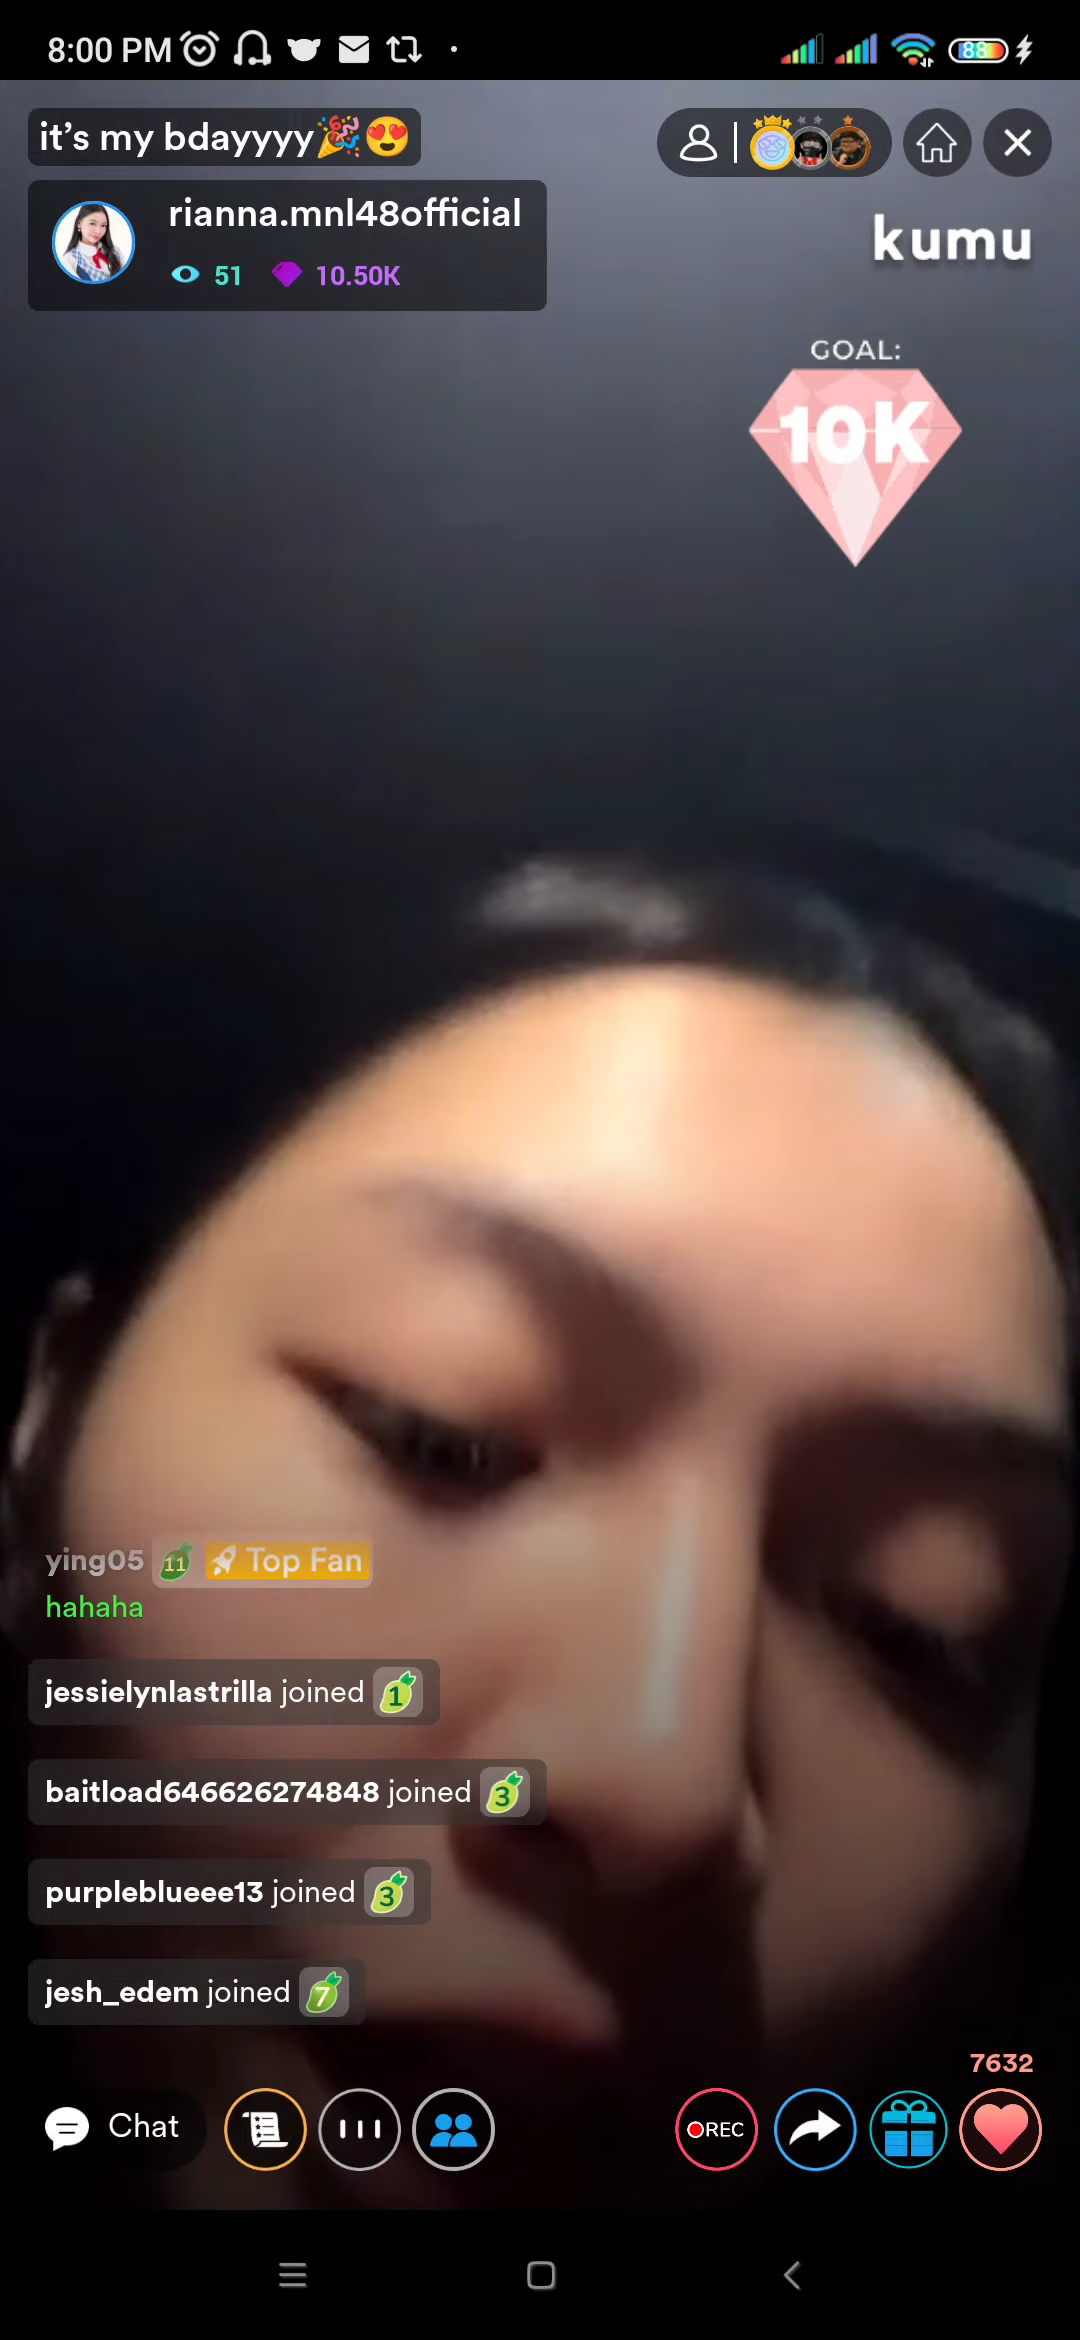 8:00 PM
88
it's my bdayyyy🎉😍
rianna.mnl48official
51 10.50K
kumu
GOAL:
10K
ying05 11 Top Fan
hahaha
jessielynlastrilla joined 1
baitload646626274848 joined 3
purpleblueee13 joined 3
jesh_edem joined 7
7632
Chat
REC